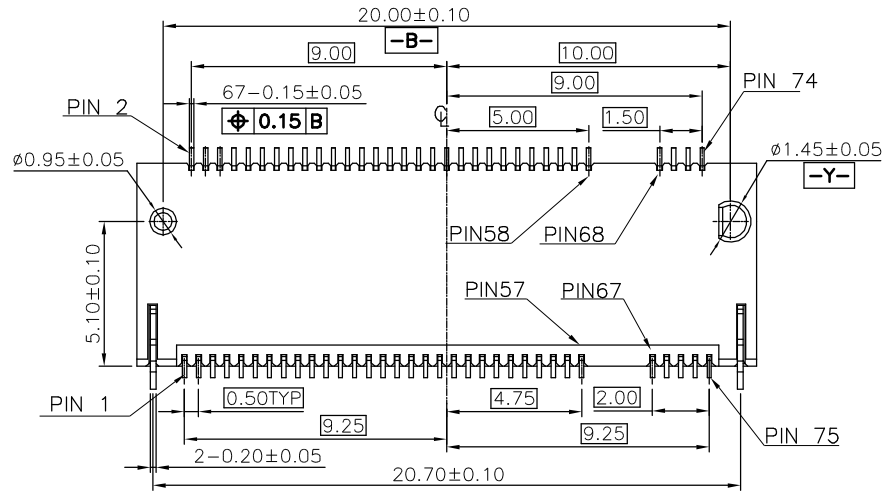 20.00±0.10
-B-
9.00
10.00
67-0.15±0.05
9.00
PIN 74
PIN 2
⌖ 0.15 B
℄
5.00
1.50
ø0.95±0.05
ø1.45±0.05
-Y-
PIN58
PIN68
5.10±0.10
PIN57
PIN67
PIN 1
0.50TYP
4.75
2.00
9.25
9.25
PIN 75
2-0.20±0.05
20.70±0.10